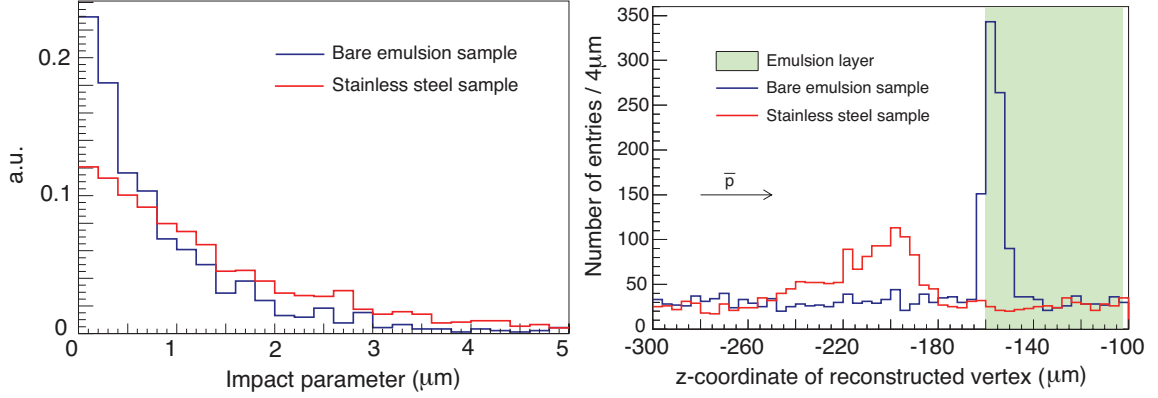 0.2
0.1
0
a.u.
Bare emulsion sample
Stainless steel sample
0 1 2 3 4 5
Impact parameter (μm)
350
300
250
200
150
100
50
0
Number of entries / 4μm
Emulsion layer
Bare emulsion sample
Stainless steel sample
p̅
-300 -260 -220 -180 -140 -100
z-coordinate of reconstructed vertex (μm)